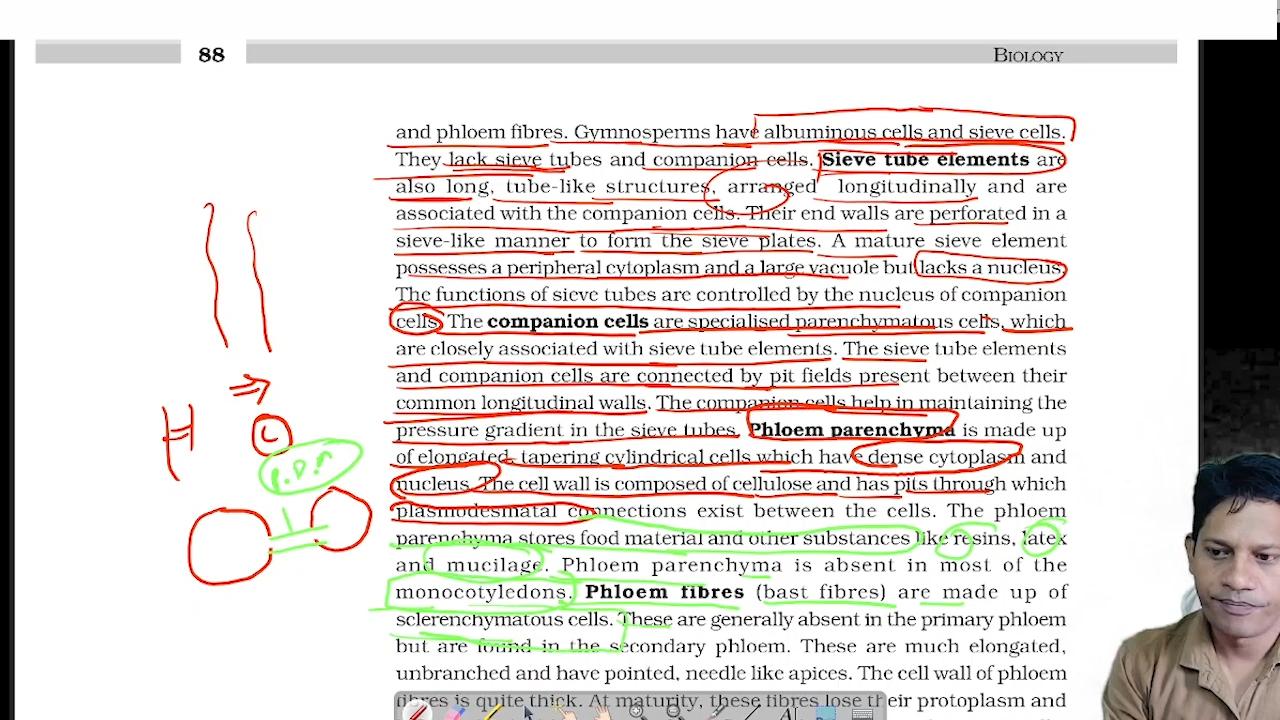 88
BIOLOGY
and phloem fibres. Gymnosperms have albuminous cells and sieve cells.
They lack sieve tubes and companion cells. Sieve tube elements are
also long, tube-like structures, arranged longitudinally and are
associated with the companion cells. Their end walls are perforated in a
sieve-like manner to form the sieve plates. A mature sieve element
possesses a peripheral cytoplasm and a large vacuole but lacks a nucleus.
The functions of sieve tubes are controlled by the nucleus of companion
cells. The companion cells are specialised parenchymatous cells, which
are closely associated with sieve tube elements. The sieve tube elements
and companion cells are connected by pit fields present between their
common longitudinal walls. The companion cells help in maintaining the
pressure gradient in the sieve tubes. Phloem parenchyma is made up
of elongated, tapering cylindrical cells which have dense cytoplasm and
nucleus. The cell wall is composed of cellulose and has pits through which
plasmodesmatal connections exist between the cells. The phloem
parenchyma stores food material and other substances like resins, latex
and mucilage. Phloem parenchyma is absent in most of the
monocotyledons. Phloem fibres (bast fibres) are made up of
sclerenchymatous cells. These are generally absent in the primary phloem
but are found in the secondary phloem. These are much elongated,
unbranched and have pointed, needle like apices. The cell wall of phloem
fibres is quite thick. At maturity, these fibres lose their protoplasm and
H